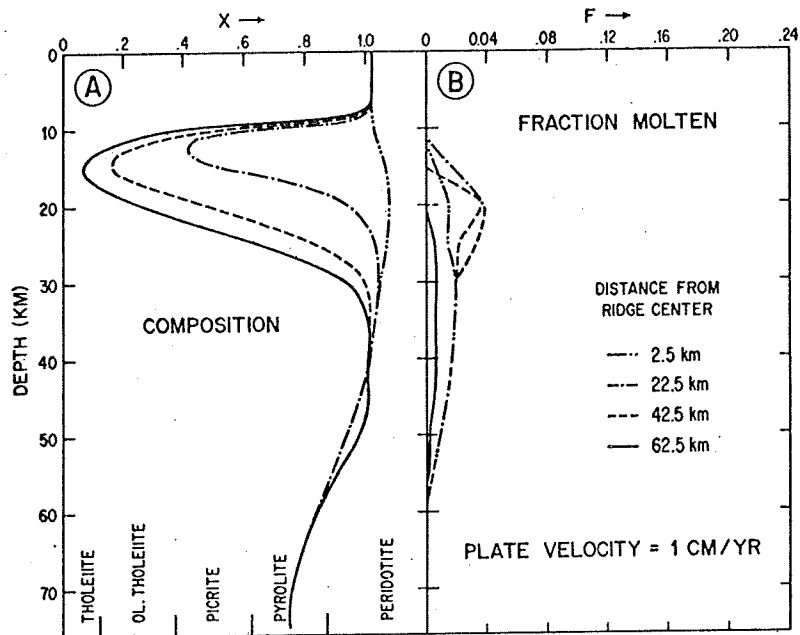 X →
F →
0 .2 .4 .6 .8 1.0
0 0.04 .08 .12 .16 .20 0.24
A
B
0
10
20
30
40
50
60
70
DEPTH (KM)
COMPOSITION
FRACTION MOLTEN
DISTANCE FROM
RIDGE CENTER
2.5 km
22.5 km
42.5 km
62.5 km
PLATE VELOCITY = 1 CM/YR
THOLEIITE
OL. THOLEIITE
PICRITE
PYROLITE
PERIDOTITE